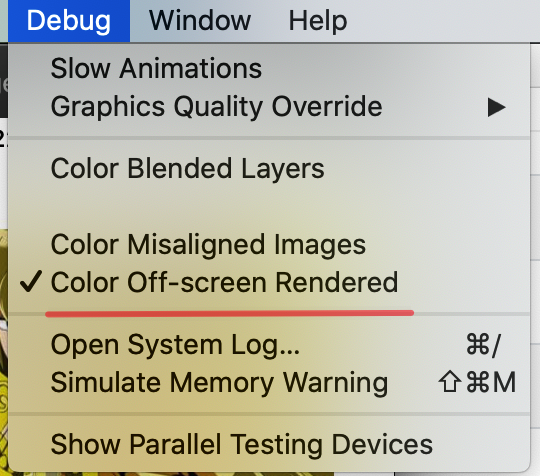 Debug Window Help
Slow Animations
Graphics Quality Override ▶
Color Blended Layers
Color Misaligned Images
✓ Color Off-screen Rendered
Open System Log... ⌘/
Simulate Memory Warning ⇧⌘M
Show Parallel Testing Devices